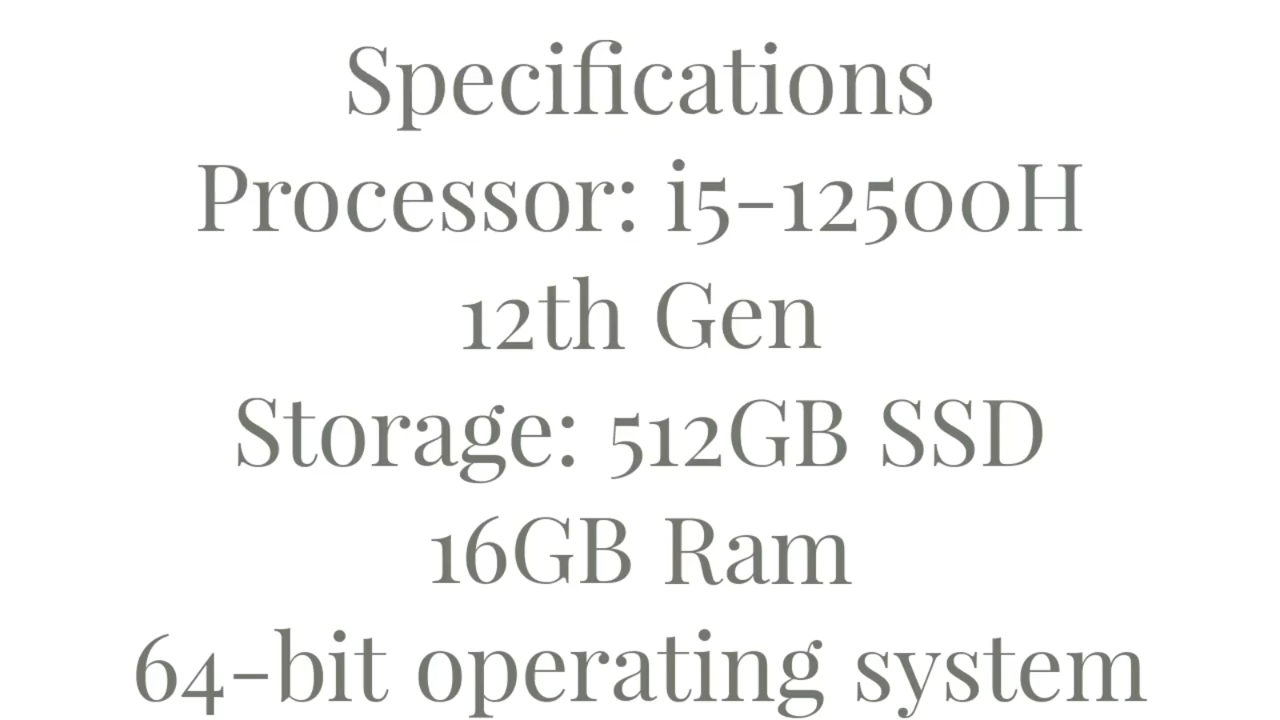 Specifications
Processor: i5-12500H
12th Gen
Storage: 512GB SSD
16GB Ram
64-bit operating system